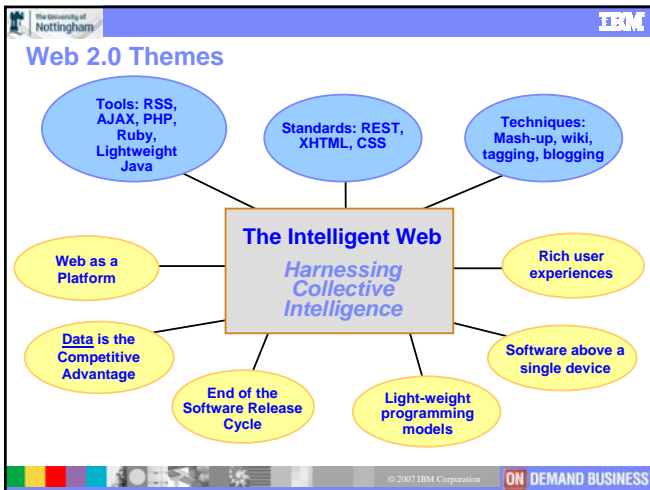 The University of
Nottingham
IBM
Web 2.0 Themes
Tools: RSS,
AJAX, PHP,
Ruby,
Lightweight
Java
Standards: REST,
XHTML, CSS
Techniques:
Mash-up, wiki,
tagging, blogging
The Intelligent Web
Harnessing
Collective
Intelligence
Web as a
Platform
Rich user
experiences
Data is the
Competitive
Advantage
Software above a
single device
End of the
Software Release
Cycle
Light-weight
programming
models
© 2007 IBM Corporation
ON DEMAND BUSINESS